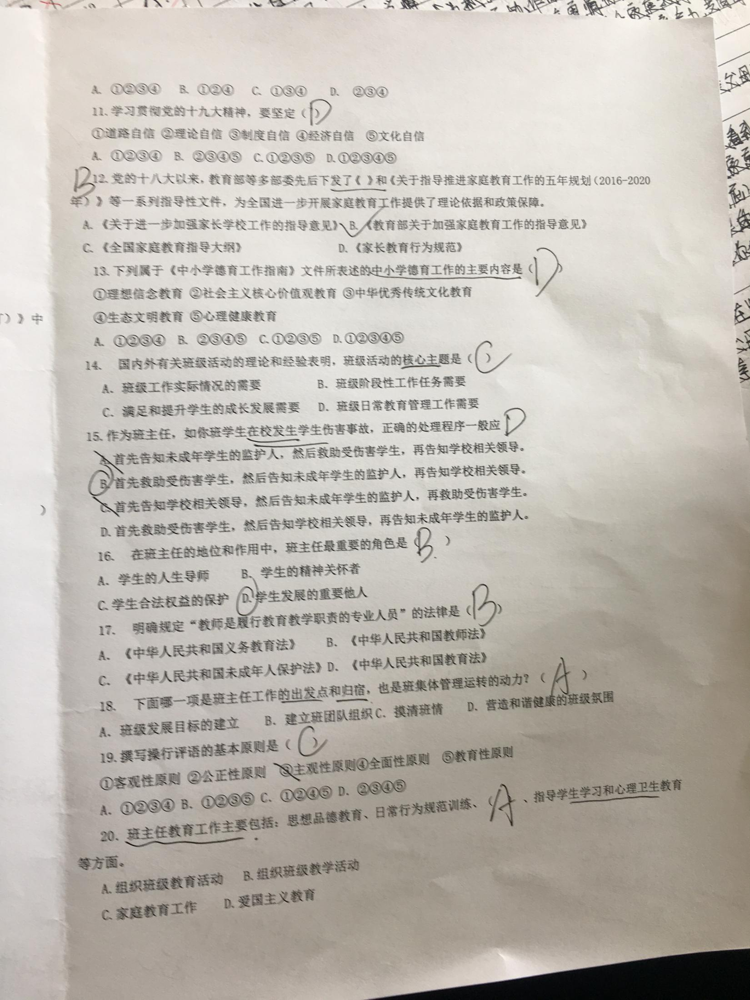 A. ①②③④ B. ①②④ C. ①③④ D. ②③④
11. 学习贯彻党的十九大精神，要坚定（D）
①道路自信 ②理论自信 ③制度自信 ④经济自信 ⑤文化自信
A. ①②③④ B. ②③④⑤ C. ①②③⑤ D. ①②③④⑤
B 12. 党的十八大以来，教育部等多部委先后下发了《 》和《关于指导推进家庭教育工作的五年规划（2016-2020
年）》等一系列指导性文件，为全国进一步开展家庭教育工作提供了理论依据和政策保障。
A. 《关于进一步加强家长学校工作的指导意见》 B. 《教育部关于加强家庭教育工作的指导意见》
C. 《全国家庭教育指导大纲》 D. 《家长教育行为规范》
13. 下列属于《中小学德育工作指南》文件所表述的中小学德育工作的主要内容是（D）
①理想信念教育 ②社会主义核心价值观教育 ③中华优秀传统文化教育
④生态文明教育 ⑤心理健康教育
）》中
A. ①②③④ B. ②③④⑤ C. ①②③⑤ D. ①②③④⑤
14. 国内外有关班级活动的理论和经验表明，班级活动的核心主题是（C）
A. 班级工作实际情况的需要 B. 班级阶段性工作任务需要
C. 满足和提升学生的成长发展需要 D. 班级日常教育管理工作需要
15. 作为班主任，如你班学生在校发生学生伤害事故，正确的处理程序一般应 D
A. 首先告知未成年学生的监护人，然后救助受伤害学生，再告知学校相关领导。
B. 首先救助受伤害学生，然后告知未成年学生的监护人，再告知学校相关领导。
C. 首先告知学校相关领导，然后告知未成年学生的监护人，再救助受伤害学生。
）
D. 首先救助受伤害学生，然后告知学校相关领导，再告知未成年学生的监护人。
16. 在班主任的地位和作用中，班主任最重要的角色是（B）
A. 学生的人生导师 B. 学生的精神关怀者
C. 学生合法权益的保护 D. 学生发展的重要他人
17. 明确规定“教师是履行教育教学职责的专业人员”的法律是（B）
A. 《中华人民共和国义务教育法》 B. 《中华人民共和国教师法》
C. 《中华人民共和国未成年人保护法》D. 《中华人民共和国教育法》
18. 下面哪一项是班主任工作的出发点和归宿，也是班集体管理运转的动力？（A）
A. 班级发展目标的建立 B. 建立班团队组织 C. 摸清班情 D. 营造和谐健康的班级氛围
19. 撰写操行评语的基本原则是（C）
①客观性原则 ②公正性原则 ③主观性原则④全面性原则 ⑤教育性原则
A. ①②③④ B. ①②③⑤ C. ①②④⑤ D. ②③④⑤
20. 班主任教育工作主要包括：思想品德教育、日常行为规范训练、（A、指导学生学习和心理卫生教育
等方面。
A. 组织班级教育活动 B. 组织班级教学活动
C. 家庭教育工作 D. 爱国主义教育